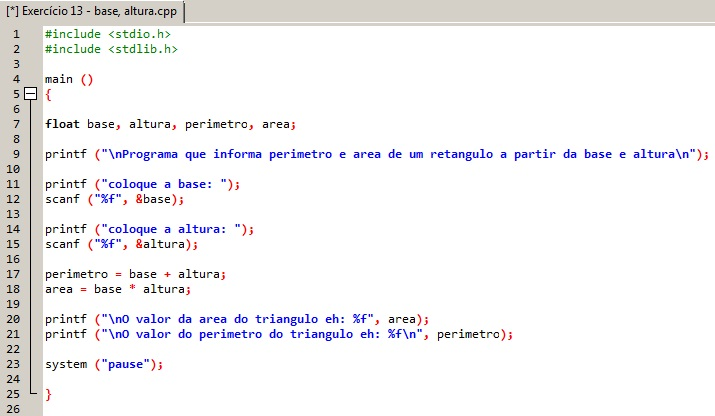 [*] Exercício 13 - base, altura.cpp
1 #include <stdio.h>
2 #include <stdlib.h>
3
4 main ()
5 {
6
7 float base, altura, perimetro, area;
8
9 printf ("\nPrograma que informa perimetro e area de um retangulo a partir da base e altura\n");
10
11 printf ("coloque a base: ");
12 scanf ("%f", &base);
13
14 printf ("coloque a altura: ");
15 scanf ("%f", &altura);
16
17 perimetro = base + altura;
18 area = base * altura;
19
20 printf ("\nO valor da area do triangulo eh: %f", area);
21 printf ("\nO valor do perimetro do triangulo eh: %f\n", perimetro);
22
23 system ("pause");
24
25 }
26